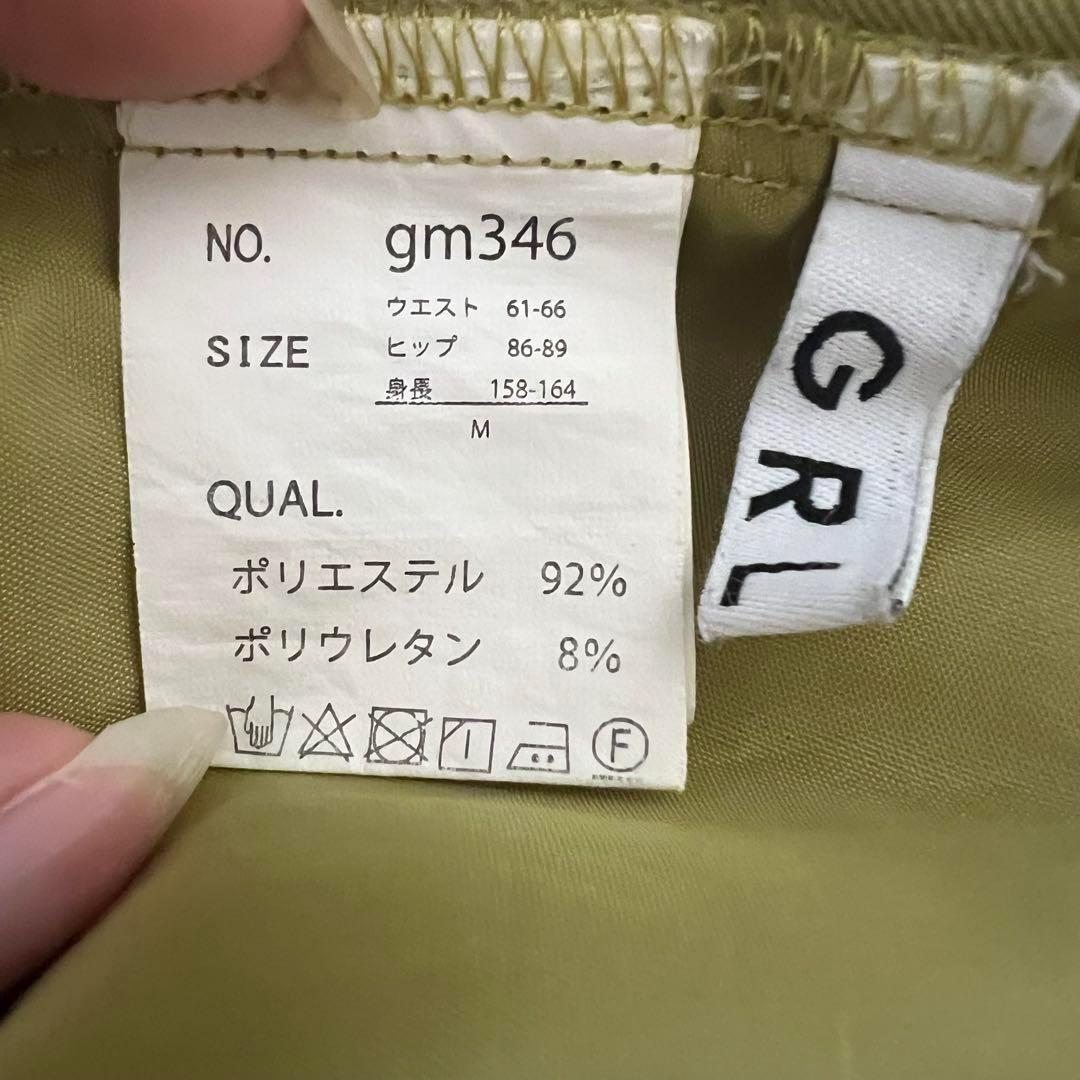 NO. gm346
ウエスト 61-66
SIZE ヒップ 86-89
身長 158-164
M
QUAL.
ポリエステル 92%
ポリウレタン 8%
F
GRL